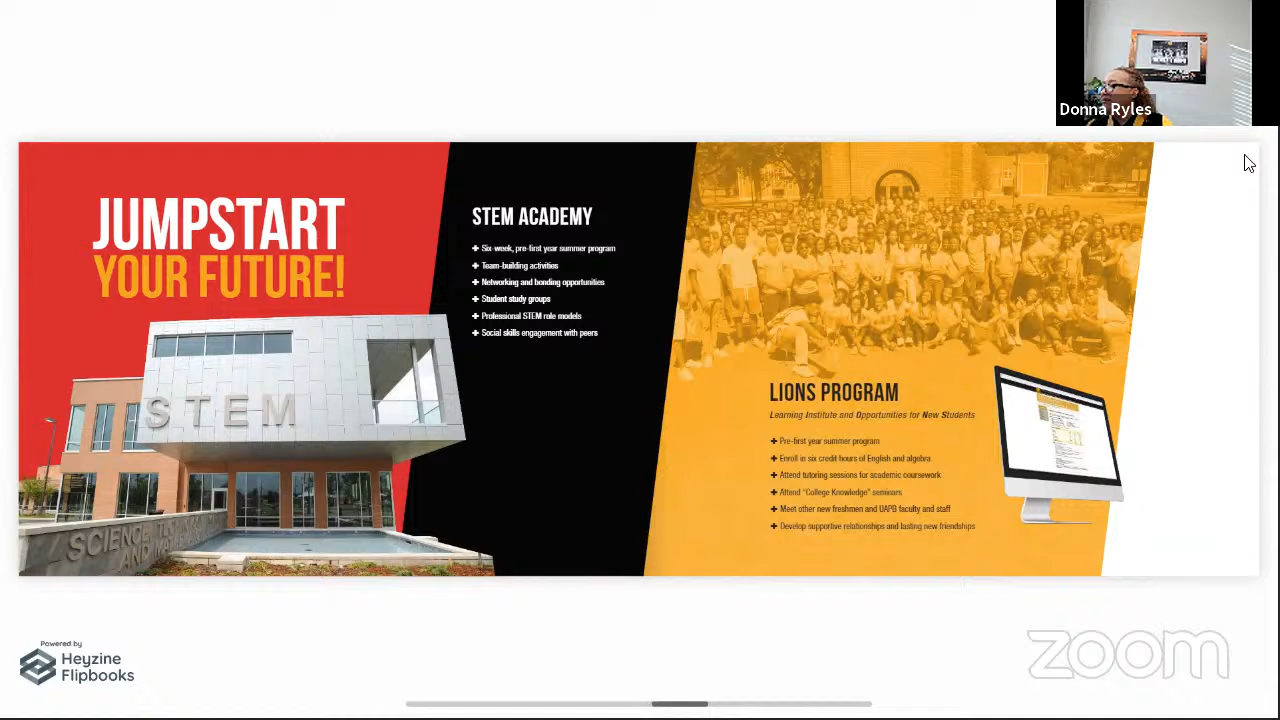 Donna Ryles
JUMPSTART
YOUR FUTURE!
STEM
STEM ACADEMY
+ Six-week, pre-first year summer program
+ Team-building activities
+ Networking and bonding opportunities
+ Student study groups
+ Professional STEM role models
+ Social skills engagement with peers
LIONS PROGRAM
Learning Institute and Opportunities for New Students
+ Pre-first year summer program
+ Enroll in six credit hours of English and algebra
+ Attend tutoring sessions for academic coursework
+ Attend “College Knowledge” seminars
+ Meet other new freshmen and UAPB faculty and staff
+ Develop supportive relationships and lasting new friendships
Powered by
Heyzine
Flipbooks
zoom